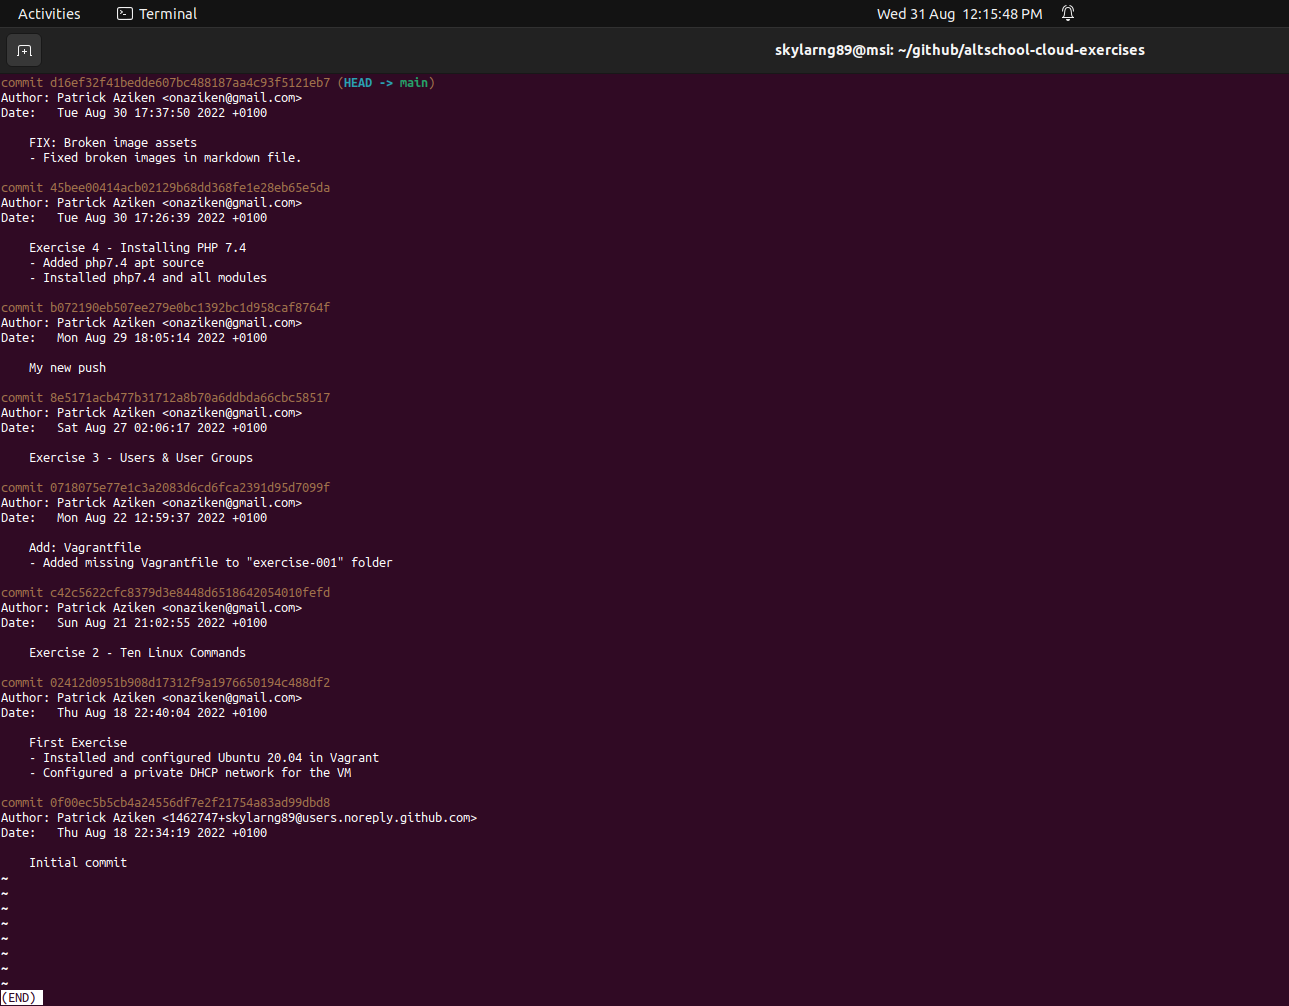 Activities Terminal Wed 31 Aug 12:15:48 PM
skylarng89@msi: ~/github/altschool-cloud-exercises
commit d16ef32f41bedde607bc488187aa4c93f5121eb7 (HEAD -> main)
Author: Patrick Aziken <onaziken@gmail.com>
Date:   Tue Aug 30 17:37:50 2022 +0100
    FIX: Broken image assets
    - Fixed broken images in markdown file.
commit 45bee00414acb02129b68dd368fe1e28eb65e5da
Author: Patrick Aziken <onaziken@gmail.com>
Date:   Tue Aug 30 17:26:39 2022 +0100
    Exercise 4 - Installing PHP 7.4
    - Added php7.4 apt source
    - Installed php7.4 and all modules
commit b072190eb507ee279e0bc1392bc1d958caf8764f
Author: Patrick Aziken <onaziken@gmail.com>
Date:   Mon Aug 29 18:05:14 2022 +0100
    My new push
commit 8e5171acb477b31712a8b70a6ddbda66cbc58517
Author: Patrick Aziken <onaziken@gmail.com>
Date:   Sat Aug 27 02:06:17 2022 +0100
    Exercise 3 - Users & User Groups
commit 0718075e77e1c3a2083d6cd6fca2391d95d7099f
Author: Patrick Aziken <onaziken@gmail.com>
Date:   Mon Aug 22 12:59:37 2022 +0100
    Add: Vagrantfile
    - Added missing Vagrantfile to "exercise-001" folder
commit c42c5622cfc8379d3e8448d6518642054010fefd
Author: Patrick Aziken <onaziken@gmail.com>
Date:   Sun Aug 21 21:02:55 2022 +0100
    Exercise 2 - Ten Linux Commands
commit 02412d0951b908d17312f9a1976650194c488df2
Author: Patrick Aziken <onaziken@gmail.com>
Date:   Thu Aug 18 22:40:04 2022 +0100
    First Exercise
    - Installed and configured Ubuntu 20.04 in Vagrant
    - Configured a private DHCP network for the VM
commit 0f00ec5b5cb4a24556df7e2f21754a83ad99dbd8
Author: Patrick Aziken <1462747+skylarng89@users.noreply.github.com>
Date:   Thu Aug 18 22:34:19 2022 +0100
    Initial commit
~
~
~
~
~
~
~
~
(END)